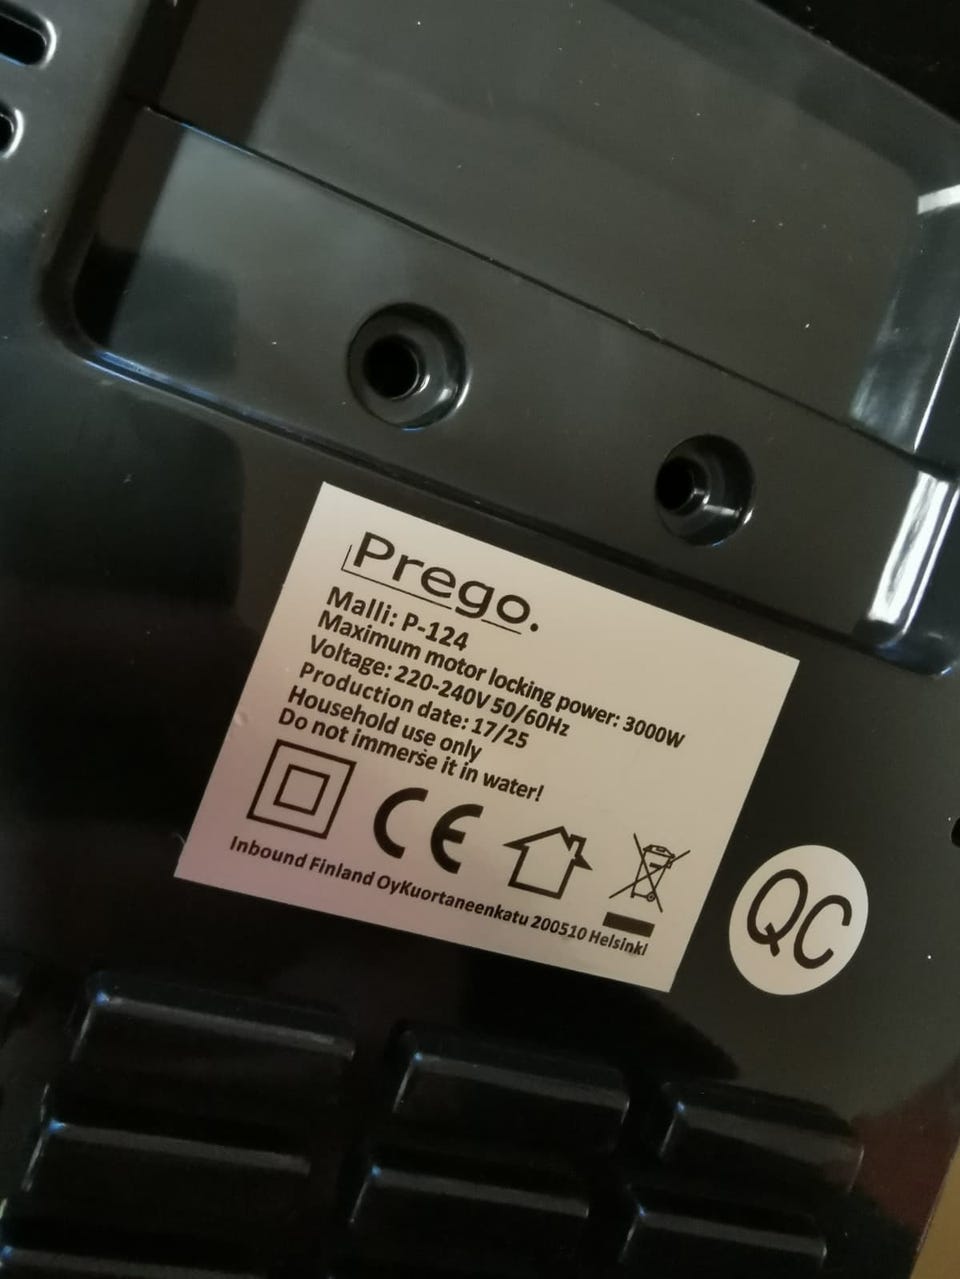 Prego.
Malli: P-124
Maximum motor locking power: 3000W
Voltage: 220-240V 50/60Hz
Production date: 17/25
Household use only
Do not immerse it in water!
CE
Inbound Finland OyKuortaneenkatu 200510 Helsinki
QC